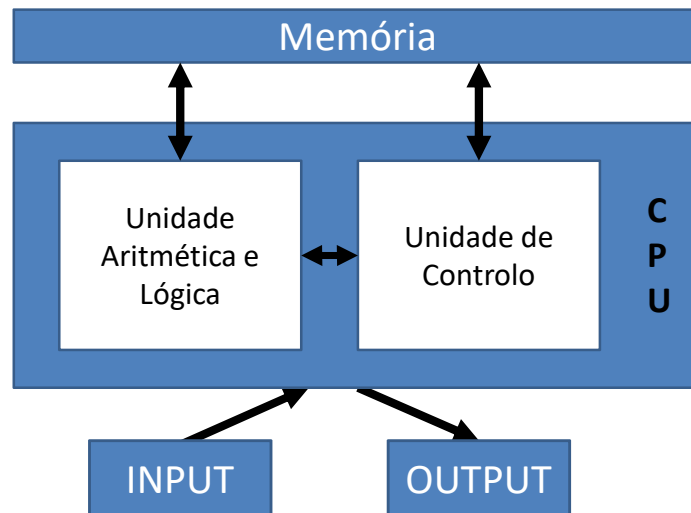 Memória
Unidade
Aritmética e
Lógica
Unidade de
Controlo
C
P
U
INPUT
OUTPUT